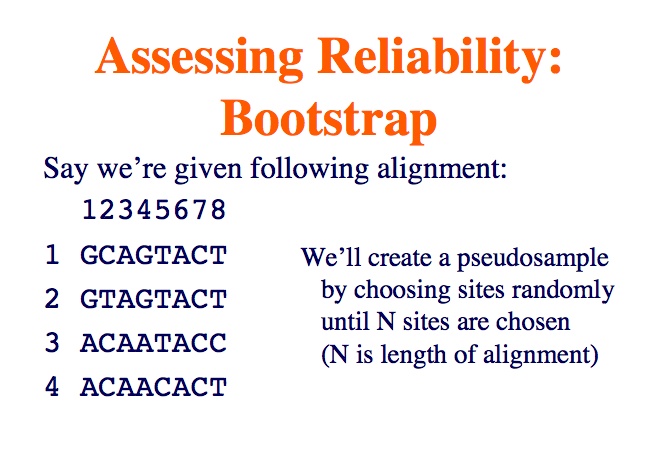 Assessing Reliability:
Bootstrap
Say we're given following alignment:
12345678
1 GCAGTACT
2 GTAGTACT
3 ACAATACC
4 ACAACACT
We'll create a pseudosample
by choosing sites randomly
until N sites are chosen
(N is length of alignment)